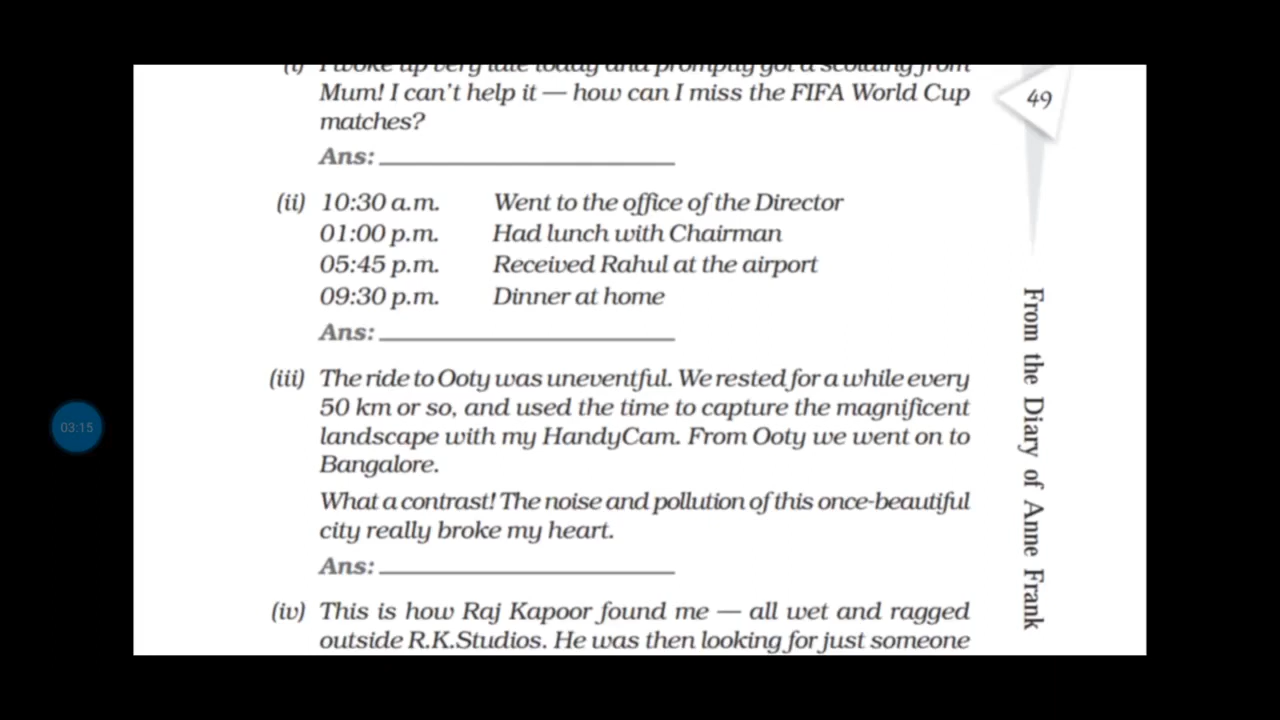 (i) I woke up very late today and promptly got a scolding from
Mum! I can't help it — how can I miss the FIFA World Cup
matches?
Ans:
(ii) 10:30 a.m. Went to the office of the Director
01:00 p.m. Had lunch with Chairman
05:45 p.m. Received Rahul at the airport
09:30 p.m. Dinner at home
Ans:
(iii) The ride to Ooty was uneventful. We rested for a while every
50 km or so, and used the time to capture the magnificent
landscape with my HandyCam. From Ooty we went on to
Bangalore.
What a contrast! The noise and pollution of this once-beautiful
city really broke my heart.
Ans:
(iv) This is how Raj Kapoor found me — all wet and ragged
outside R.K.Studios. He was then looking for just someone
49
From the Diary of Anne Frank
03:15